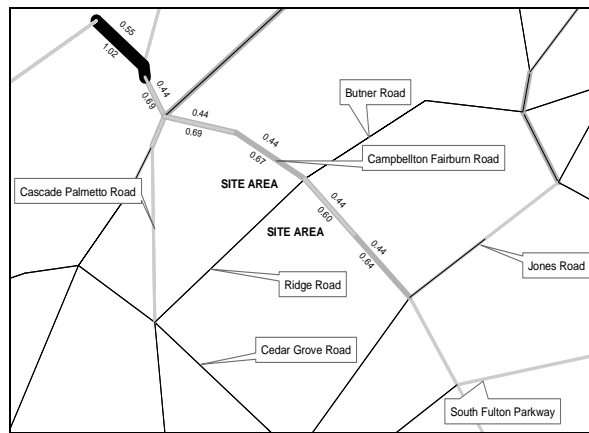 0.55
1.02
0.44
0.69
0.44
0.69
Butner Road
0.44
0.67
Campbellton Fairburn Road
SITE AREA
Cascade Palmetto Road
0.44
0.60
SITE AREA
0.44
0.64
Jones Road
Ridge Road
Cedar Grove Road
South Fulton Parkway